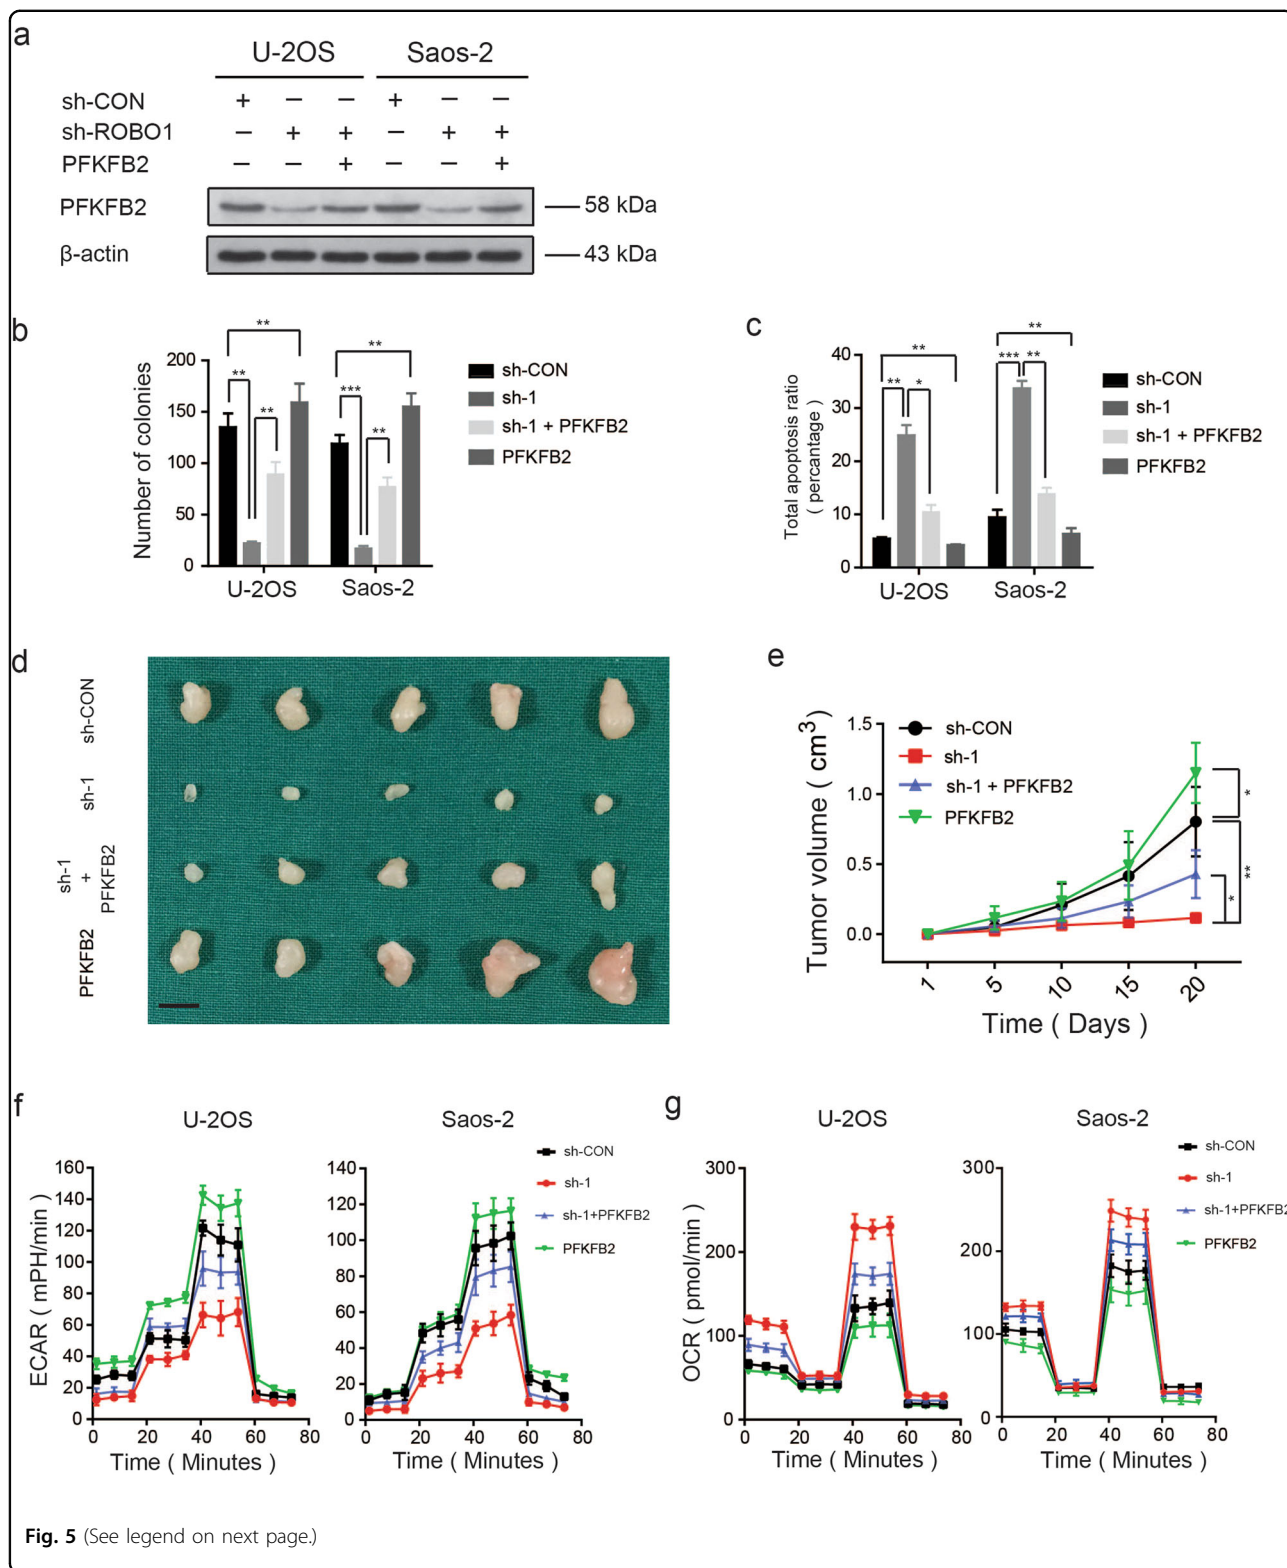 a
U-2OS Saos-2
sh-CON + — — + — —
sh-ROBO1 — + + — + +
PFKFB2 — — + — — +
PFKFB2 58 kDa
β-actin 43 kDa
b
Number of colonies
200
150
100
50
0
** ** ** *** ** **
U-2OS Saos-2
sh-CON
sh-1
sh-1 + PFKFB2
PFKFB2
c
Total apoptosis ratio
( percantage )
40
30
20
10
0
** ** * ** *** **
U-2OS Saos-2
sh-CON
sh-1
sh-1 + PFKFB2
PFKFB2
d
sh-CON
sh-1
sh-1
+
PFKFB2
PFKFB2
e
Tumor volume ( cm3 )
1.5
1.0
0.5
0.0
sh-CON
sh-1
sh-1 + PFKFB2
PFKFB2
*
**
*
1 5 10 15 20
Time ( Days )
f
U-2OS
ECAR ( mPH/min )
160
140
120
100
80
60
40
20
0
0 20 40 60 80
Time ( Minutes )
Saos-2
140
120
100
80
60
40
20
0
0 20 40 60 80
Time ( Minutes )
sh-CON
sh-1
sh-1+PFKFB2
PFKFB2
g
U-2OS
OCR ( pmol/min )
300
200
100
0
0 20 40 60 80
Time ( Minutes )
Saos-2
300
200
100
0
0 20 40 60 80
Time ( Minutes )
sh-CON
sh-1
sh-1+PFKFB2
PFKFB2
Fig. 5 (See legend on next page.)